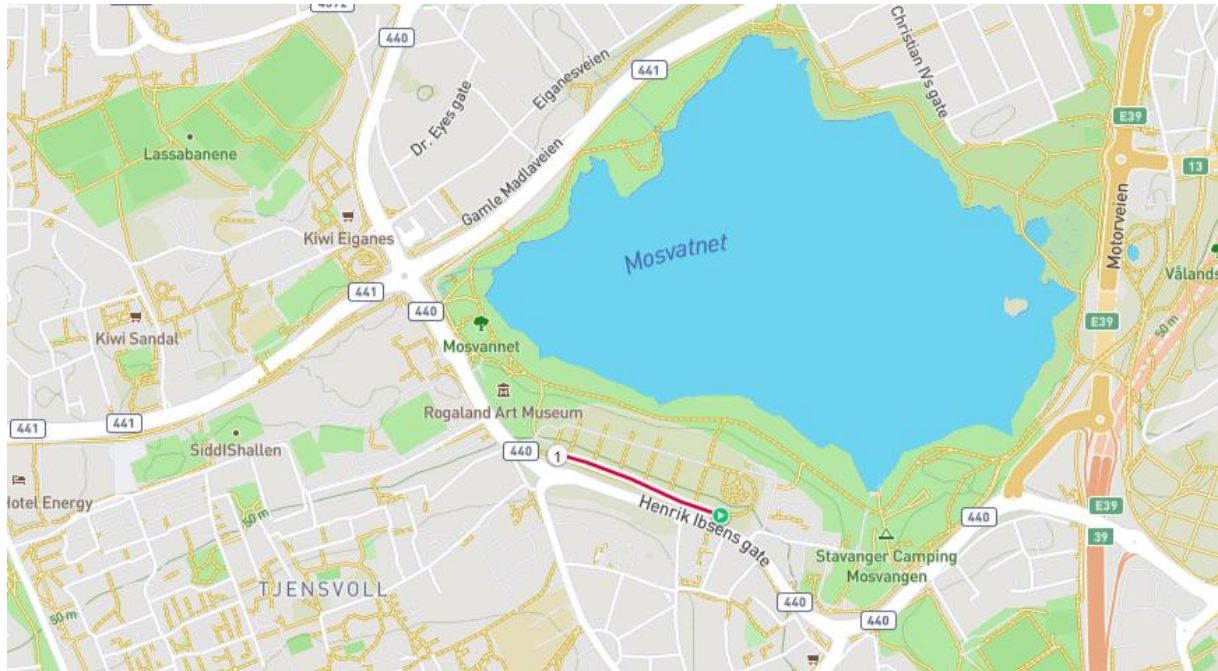 4572
440
441
Christian IVs gate
Eiganesveien
Dr. Eyes gate
E39
Lassabanene
13
Gamle Madlaveien
Motorveien
Kiwi Eiganes
Mosvatnet
Vålands
441
440
Kiwi Sandal
Mosvannet
E39
50 m
Rogaland Art Museum
441
441
SiddIShallen
440
1
Hotel Energy
50 m
Henrik Ibsens gate
440
E39
39
Stavanger Camping
Mosvangen
TJENSVOLL
50 m
440
440